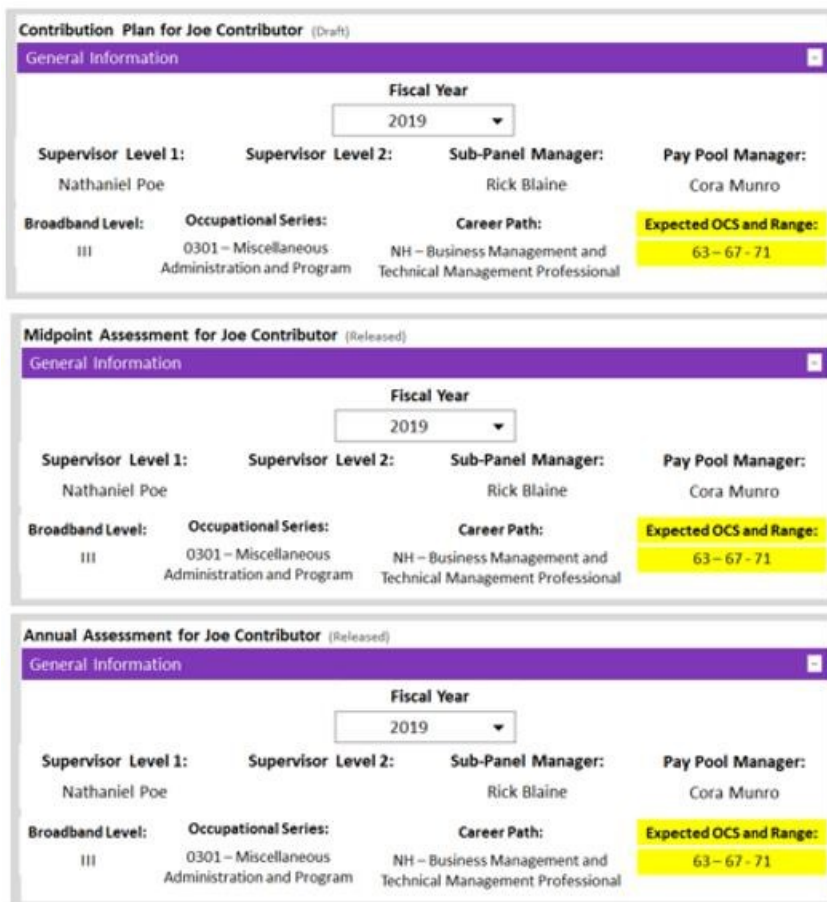 Contribution Plan for Joe Contributor (Draft)
General Information
Fiscal Year
2019
Supervisor Level 1: Supervisor Level 2: Sub-Panel Manager: Pay Pool Manager:
Nathaniel Poe Rick Blaine Cora Munro
Broadband Level: Occupational Series: Career Path: Expected OCS and Range:
III 0301 – Miscellaneous NH – Business Management and 63 – 67 - 71
Administration and Program Technical Management Professional
Midpoint Assessment for Joe Contributor (Released)
General Information
Fiscal Year
2019
Supervisor Level 1: Supervisor Level 2: Sub-Panel Manager: Pay Pool Manager:
Nathaniel Poe Rick Blaine Cora Munro
Broadband Level: Occupational Series: Career Path: Expected OCS and Range:
III 0301 – Miscellaneous NH – Business Management and 63 – 67 - 71
Administration and Program Technical Management Professional
Annual Assessment for Joe Contributor (Released)
General Information
Fiscal Year
2019
Supervisor Level 1: Supervisor Level 2: Sub-Panel Manager: Pay Pool Manager:
Nathaniel Poe Rick Blaine Cora Munro
Broadband Level: Occupational Series: Career Path: Expected OCS and Range:
III 0301 – Miscellaneous NH – Business Management and 63 – 67 - 71
Administration and Program Technical Management Professional